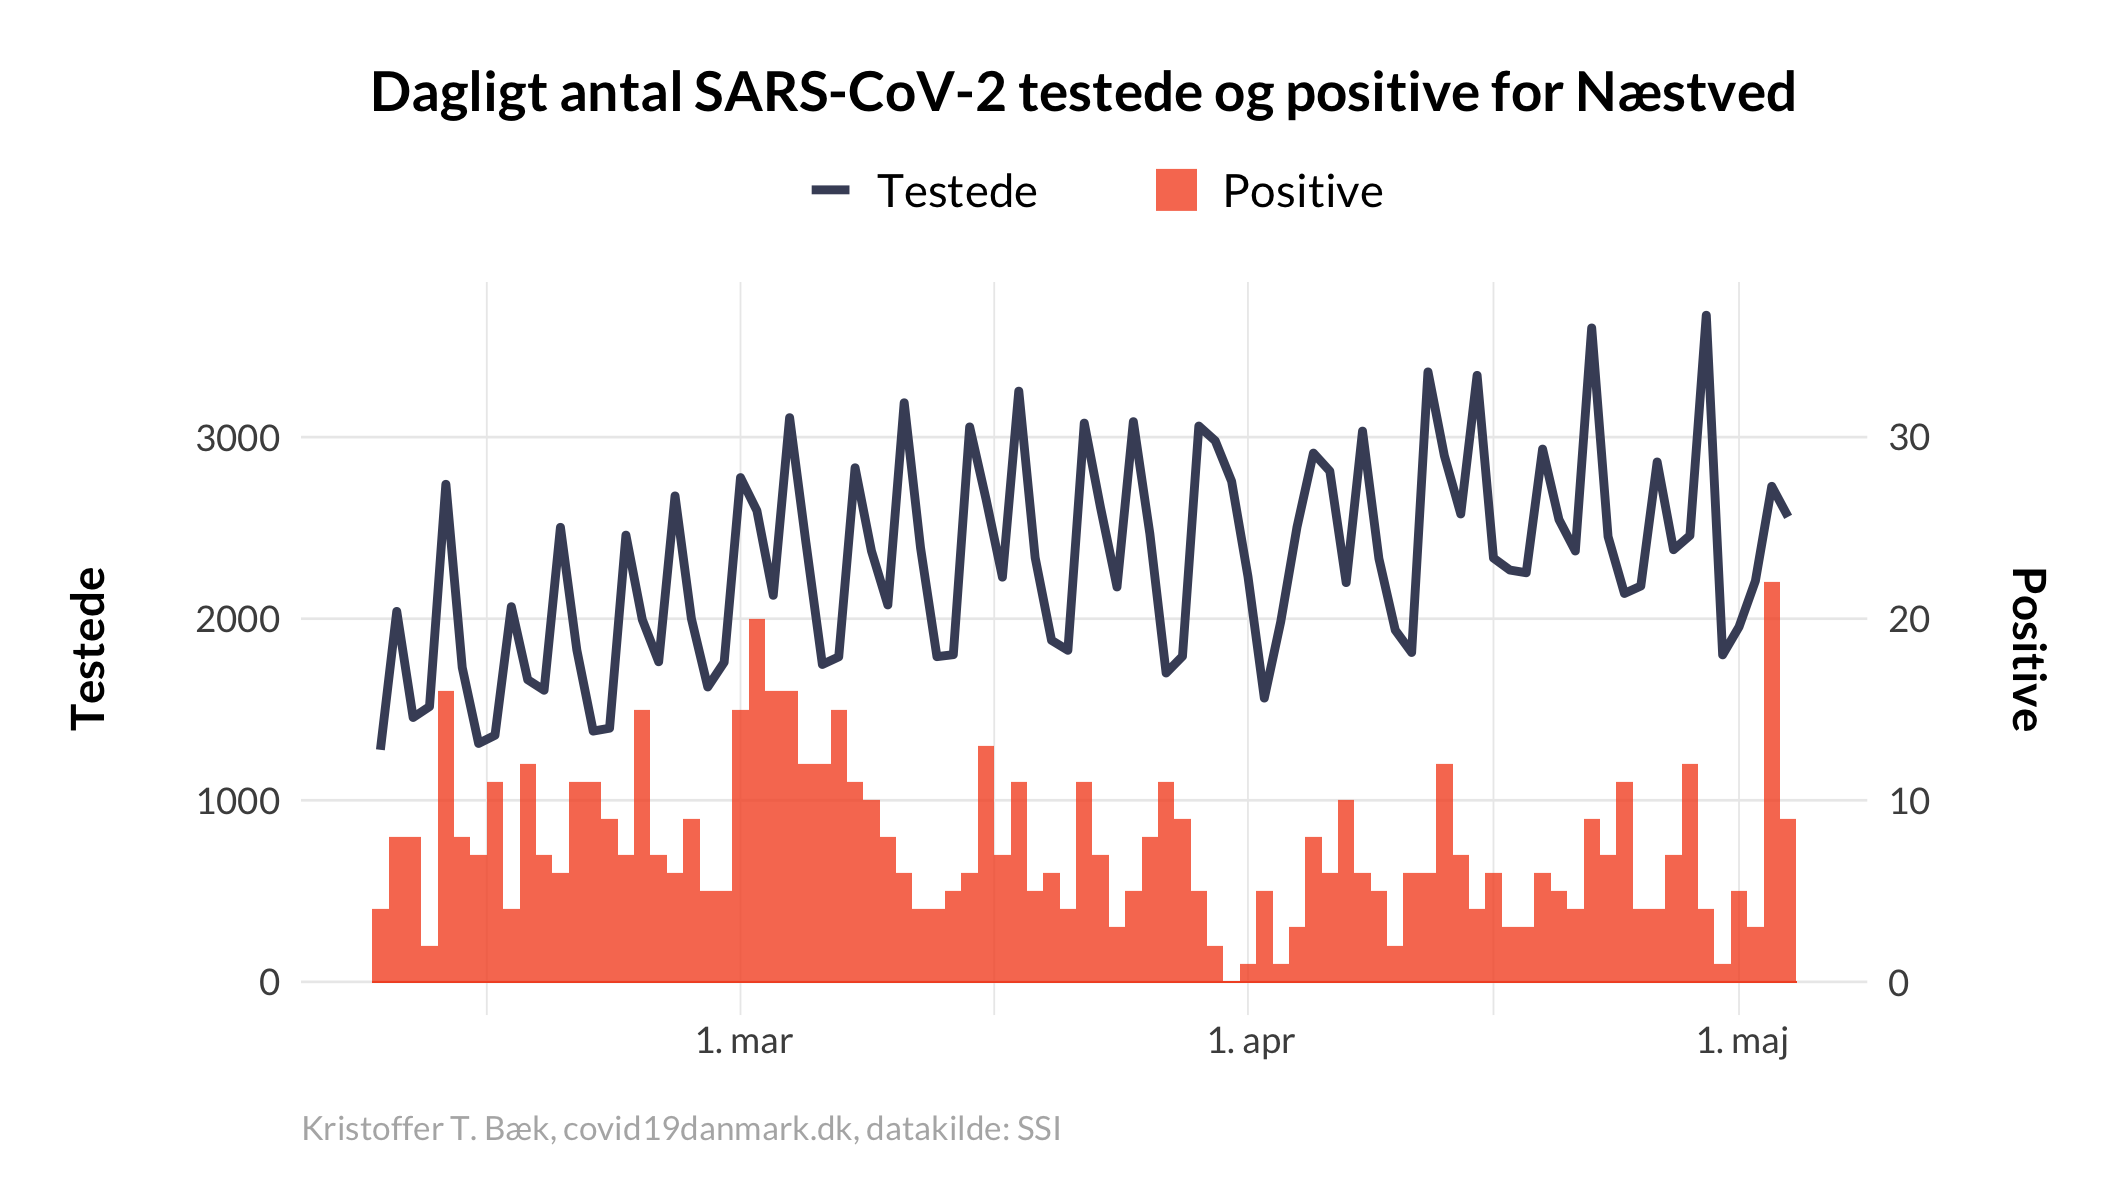 Dagligt antal SARS-CoV-2 testede og positive for Næstved
Testede
Positive
3000
2000
1000
0
Testede
30
20
10
0
Positive
1. mar
1. apr
1. maj
Kristoffer T. Bæk, covid19danmark.dk, datakilde: SSI